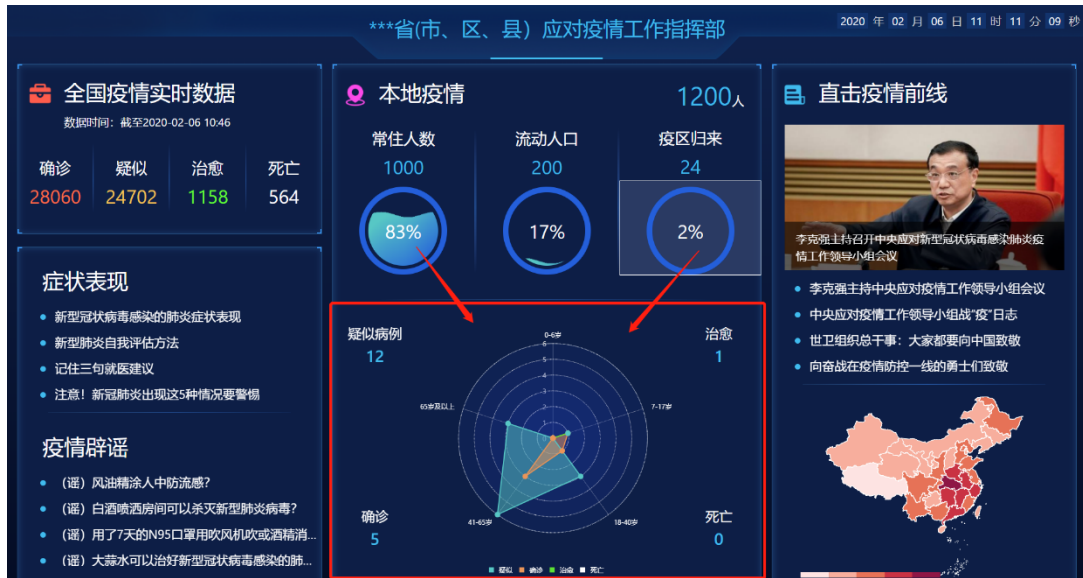 ***省(市、区、县）应对疫情工作指挥部
2020 年 02 月 06 日 11 时 11 分 09 秒
全国疫情实时数据
数据时间：截至2020-02-06 10:46
确诊 疑似 治愈 死亡
28060 24702 1158 564
症状表现
新型冠状病毒感染的肺炎症状表现
新型肺炎自我评估方法
记住三句就医建议
注意！新冠肺炎出现这5种情况要警惕
疫情辟谣
（谣）风油精涂人中防流感？
（谣）白酒喷洒房间可以杀灭新型肺炎病毒？
（谣）用了7天的N95口罩用吹风机吹或酒精消...
（谣）大蒜水可以治好新型冠状病毒感染的肺...
本地疫情
1200人
常住人数 流动人口 疫区归来
1000 200 24
83% 17% 2%
疑似病例
12
治愈
1
0-6岁
6
5
4
3
2
1
0
65岁及以上
7-17岁
41-65岁
18-40岁
确诊
5
死亡
0
疑似 确诊 治愈 死亡
直击疫情前线
李克强主持召开中央应对新型冠状病毒感染肺炎疫
情工作领导小组会议
李克强主持中央应对疫情工作领导小组会议
中央应对疫情工作领导小组战“疫”日志
世卫组织总干事：大家都要向中国致敬
向奋战在疫情防控一线的勇士们致敬